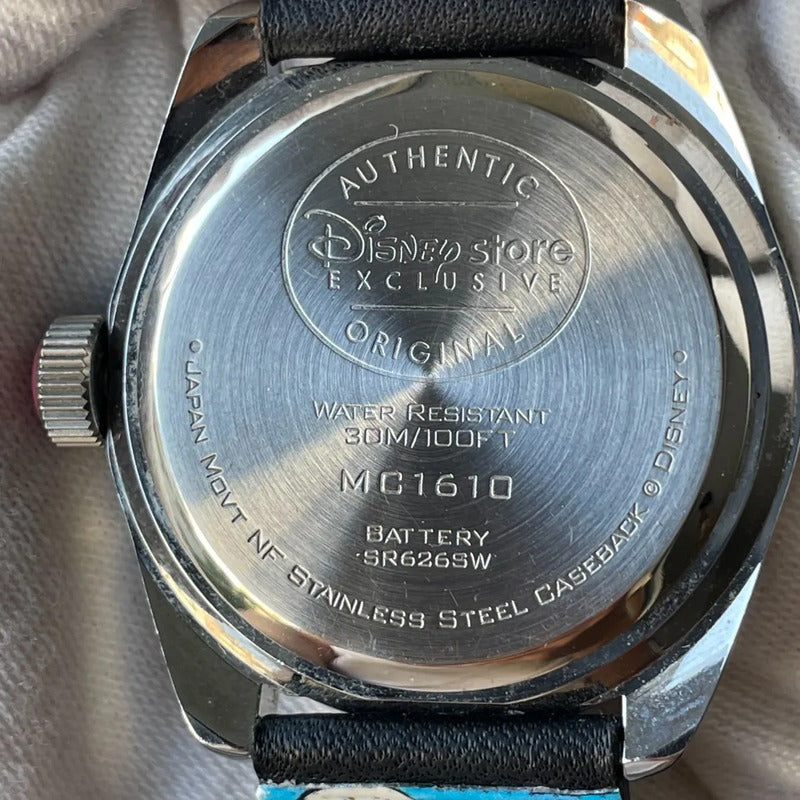 AUTHENTIC
Disney store
EXCLUSIVE
ORIGINAL
WATER RESISTANT
30M/100FT
MC1610
BATTERY
SR626SW
JAPAN MOVT NF STAINLESS STEEL CASEBACK © DISNEY